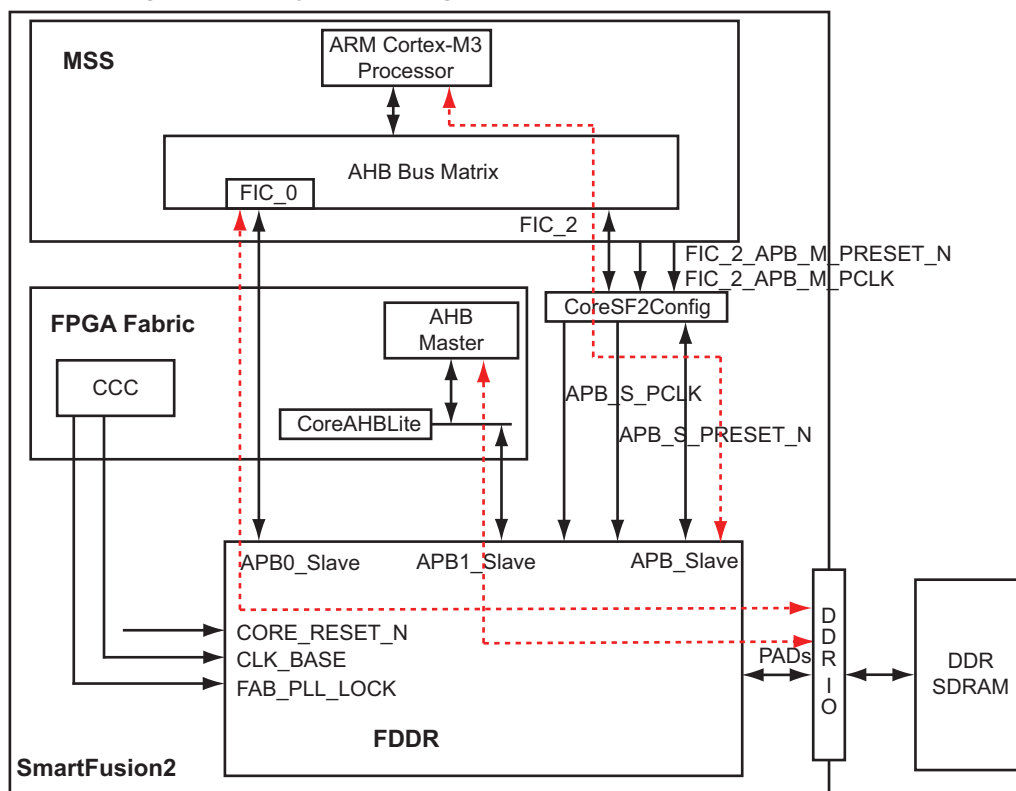 MSS
ARM Cortex-M3
Processor
AHB Bus Matrix
FIC_0
FIC_2
FIC_2_APB_M_PRESET_N
FIC_2_APB_M_PCLK
CoreSF2Config
FPGA Fabric
AHB
Master
CCC
CoreAHBLite
APB_S_PCLK
APB_S_PRESET_N
APB0_Slave
APB1_Slave
APB_Slave
CORE_RESET_N
CLK_BASE
FAB_PLL_LOCK
PADs
DDRIO
DDR
SDRAM
FDDR
SmartFusion2